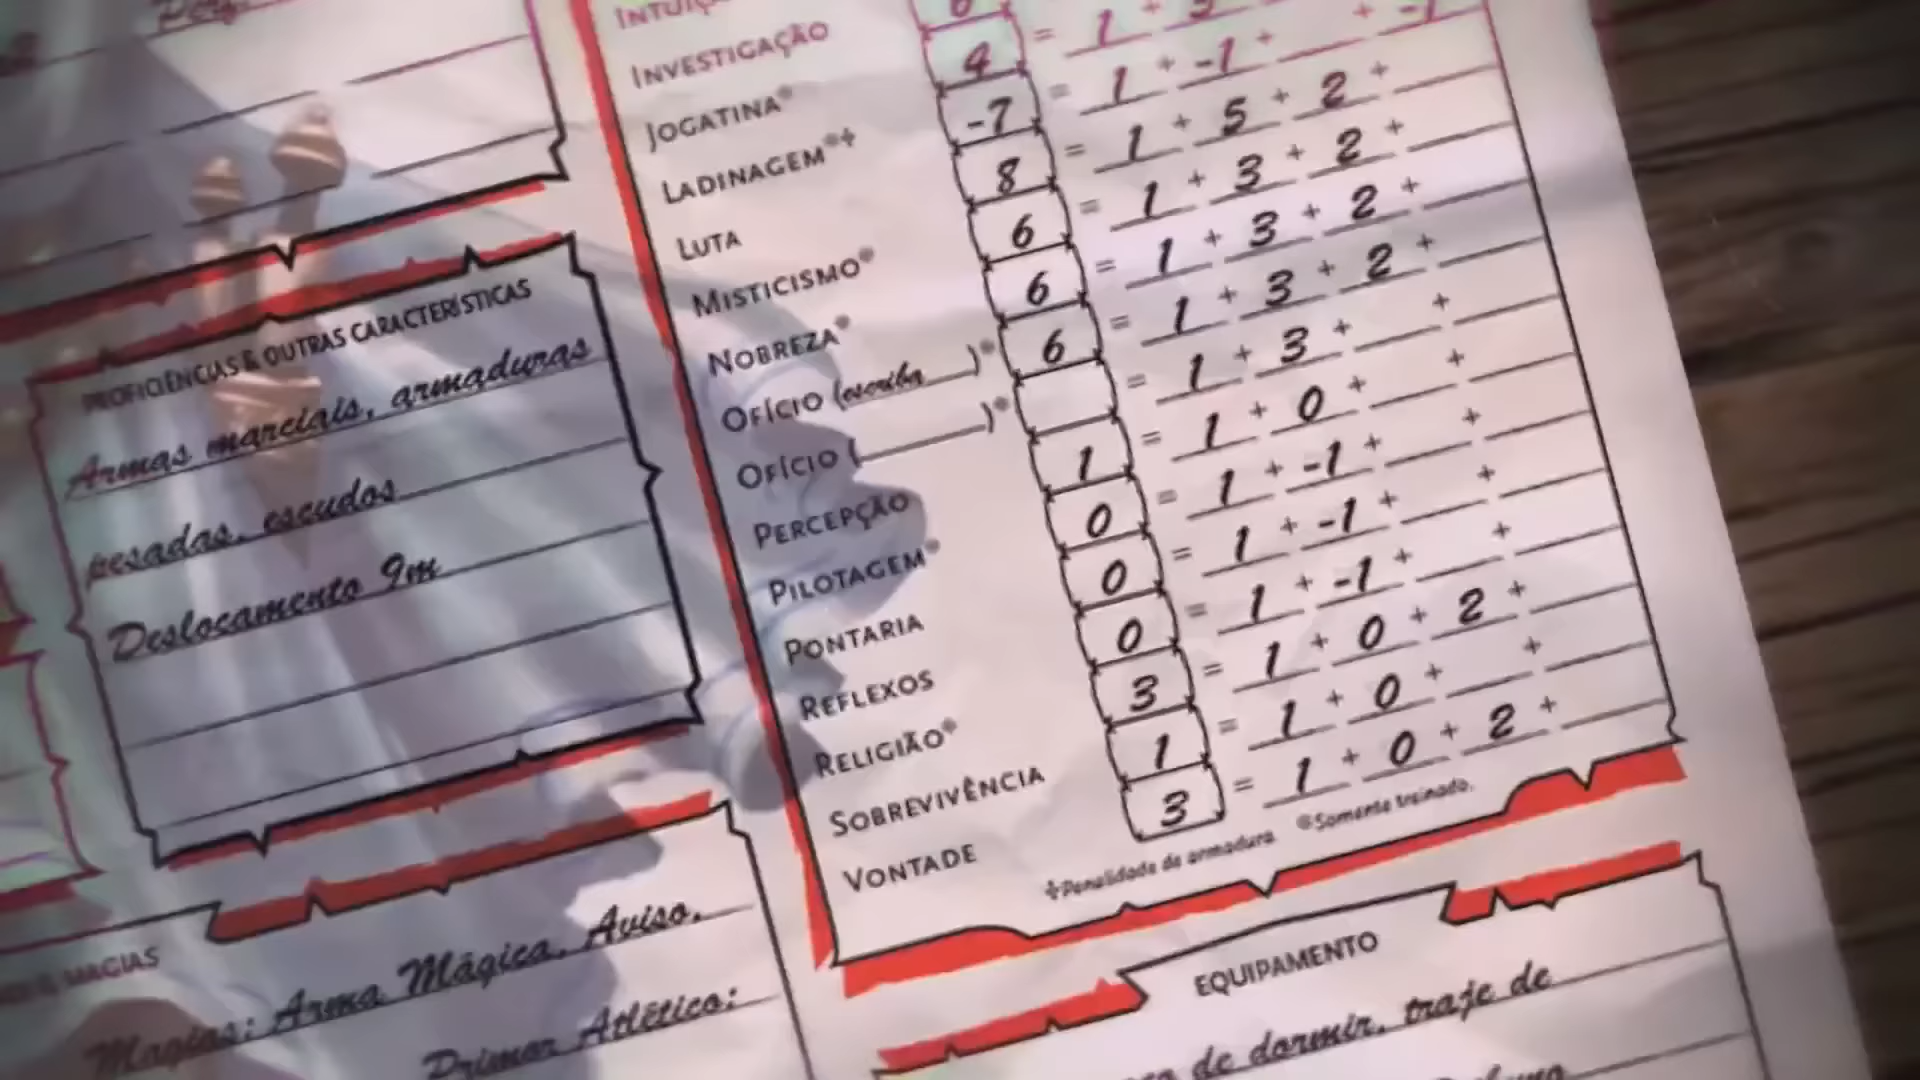 INVESTIGAÇÃO 4 = 1 + 3 + + -1
JOGATINA -7 = 1 + -1 +
LADINAGEM 8 = 1 + 5 + 2 +
LUTA 6 = 1 + 3 + 2 +
MISTICISMO 6 = 1 + 3 + 2 +
NOBREZA 6 = 1 + 3 + 2 +
OFÍCIO (escriba ) = 1 + 3 + +
OFÍCIO ( ) 1 = 1 + 0 + +
PERCEPÇÃO 0 = 1 + -1 + +
PILOTAGEM 0 = 1 + -1 + +
PONTARIA 0 = 1 + -1 + +
REFLEXOS 3 = 1 + 0 + 2 +
RELIGIÃO 1 = 1 + 0 + +
SOBREVIVÊNCIA 3 = 1 + 0 + 2 +
VONTADE
+Penalidade de armadura. Somente treinado.
PROFICIÊNCIAS & OUTRAS CARACTERÍSTICAS
Armas marciais, armaduras
pesadas, escudos
Deslocamento 9m
MAGIAS
Magias: Arma Mágica, Aviso,
Primor Atlético;
EQUIPAMENTO
de dormir, traje de